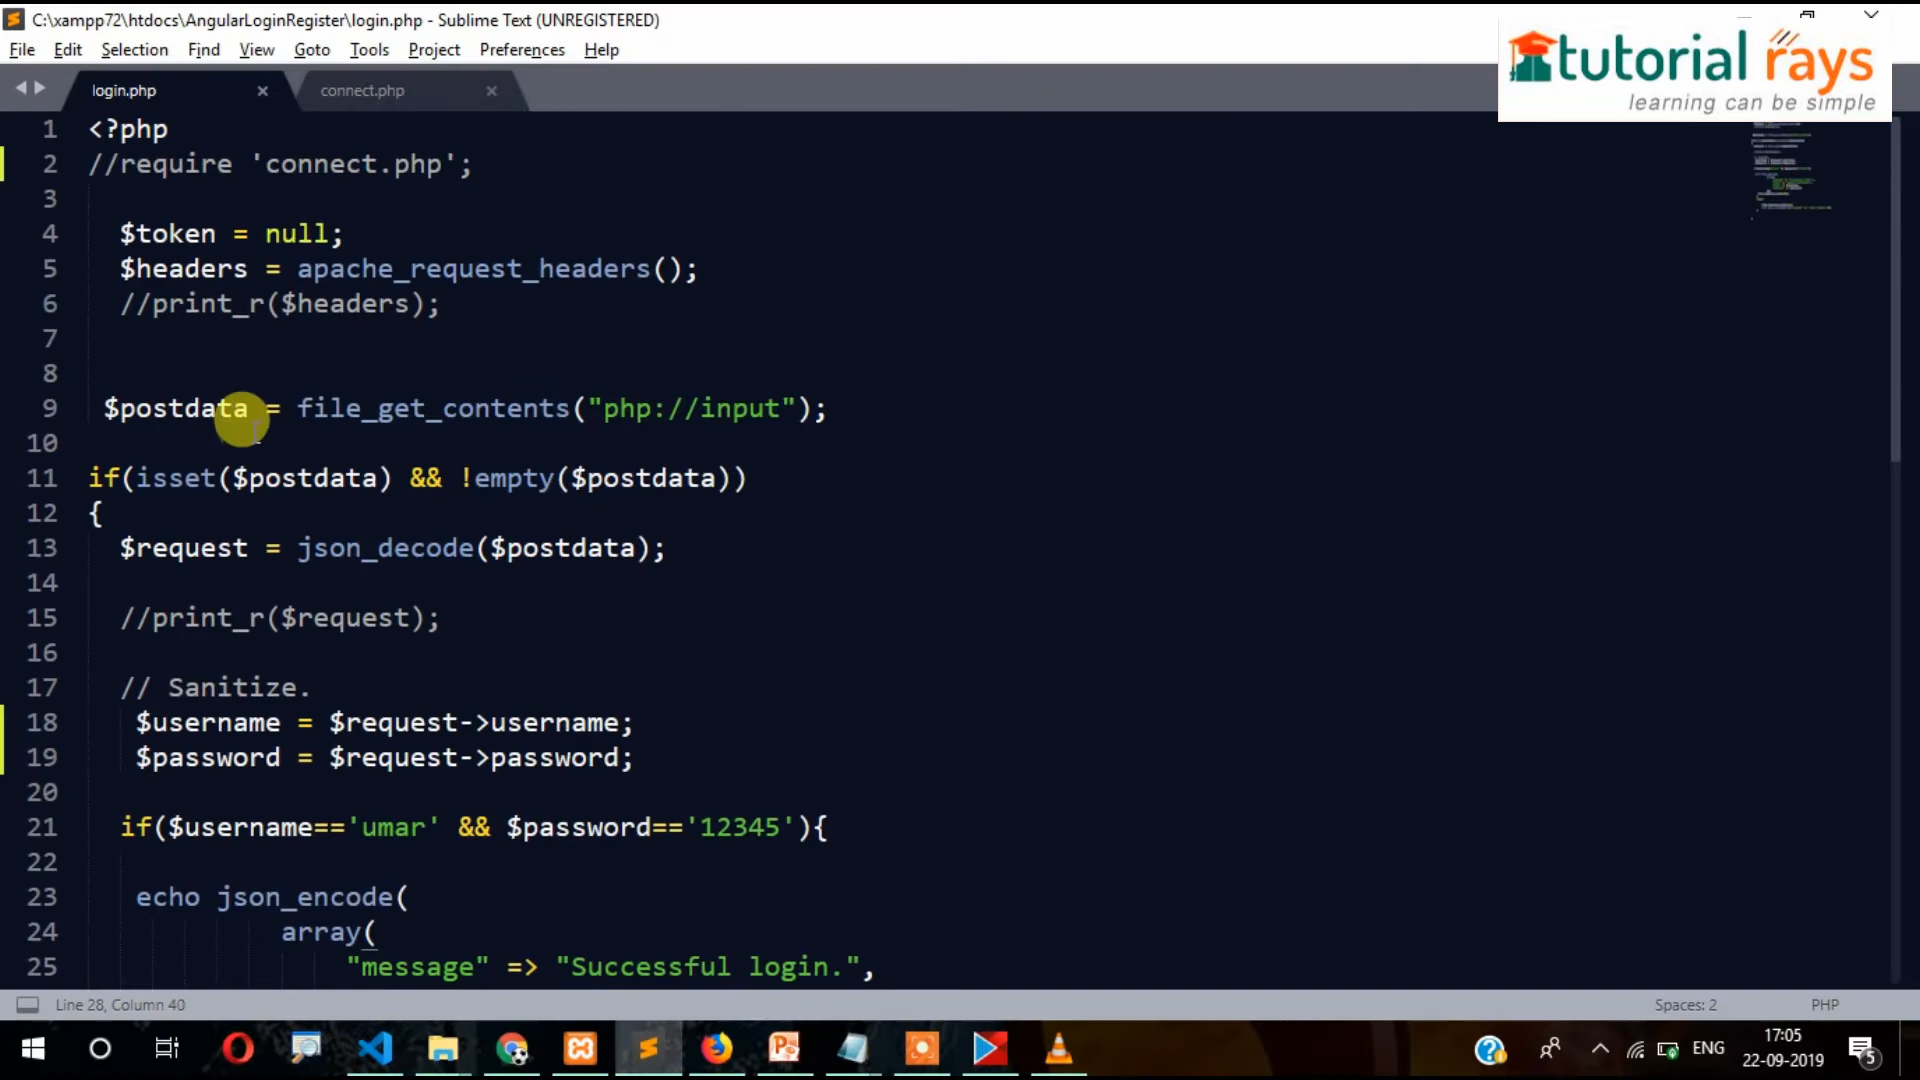 C:\xampp72\htdocs\AngularLoginRegister\login.php - Sublime Text (UNREGISTERED)
File Edit Selection Find View Goto Tools Project Preferences Help
tutorial rays
learning can be simple
login.php connect.php
1 <?php
2 //require 'connect.php';
3
4 $token = null;
5 $headers = apache_request_headers();
6 //print_r($headers);
7
8
9 $postdata = file_get_contents("php://input");
10
11 if(isset($postdata) && !empty($postdata))
12 {
13 $request = json_decode($postdata);
14
15 //print_r($request);
16
17 // Sanitize.
18 $username = $request->username;
19 $password = $request->password;
20
21 if($username=='umar' && $password=='12345'){
22
23 echo json_encode(
24 array(
25 "message" => "Successful login.",
Line 28, Column 40 Spaces: 2 PHP
ENG 17:05
22-09-2019 5